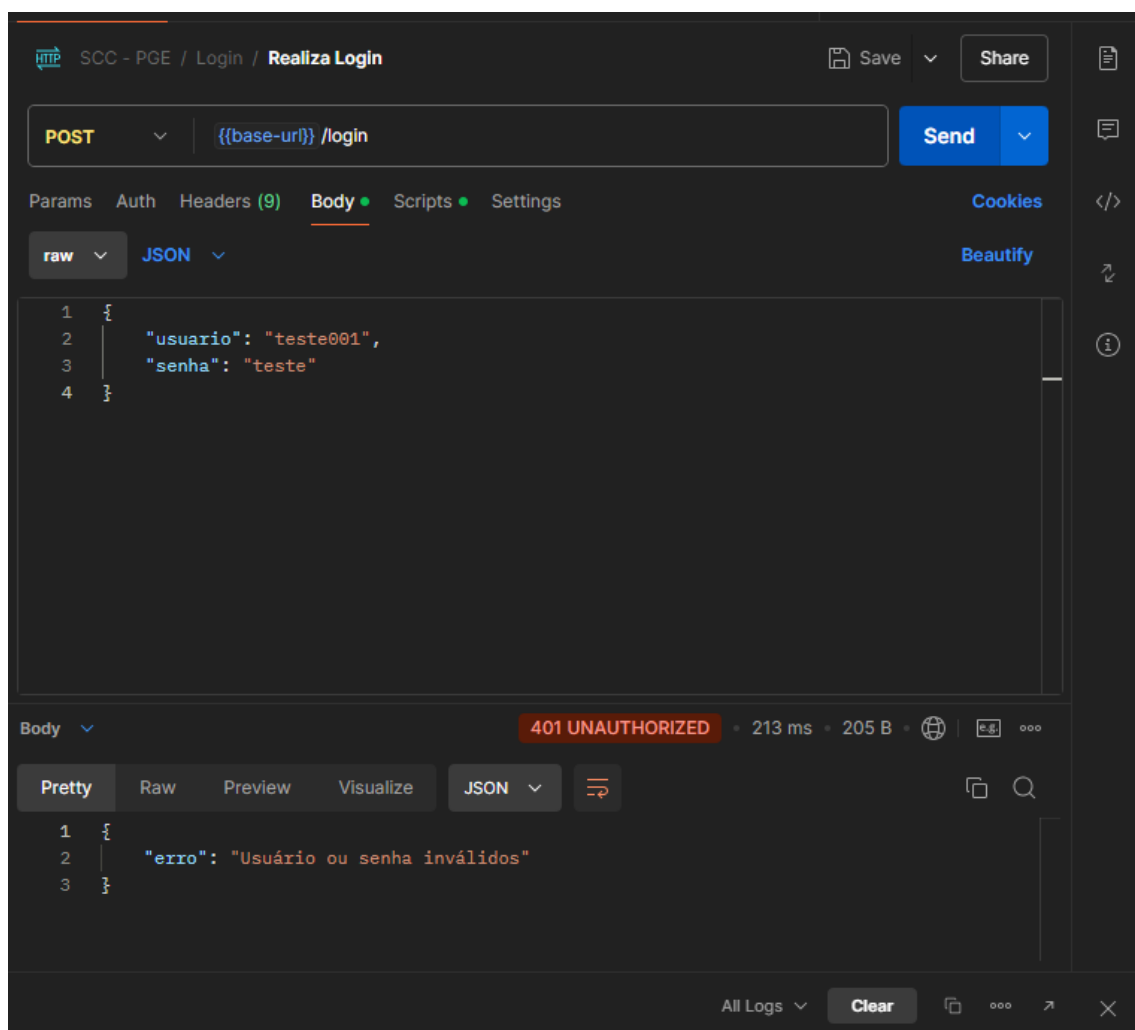 HTTP SCC - PGE / Login / Realiza Login Save Share
POST {{base-url}} /login Send
Params Auth Headers (9) Body Scripts Settings Cookies
raw JSON Beautify
1 {
2 "usuario": "teste001",
3 "senha": "teste"
4 }
Body 401 UNAUTHORIZED 213 ms 205 B e.g.
Pretty Raw Preview Visualize JSON
1 {
2 "erro": "Usuário ou senha inválidos"
3 }
All Logs Clear